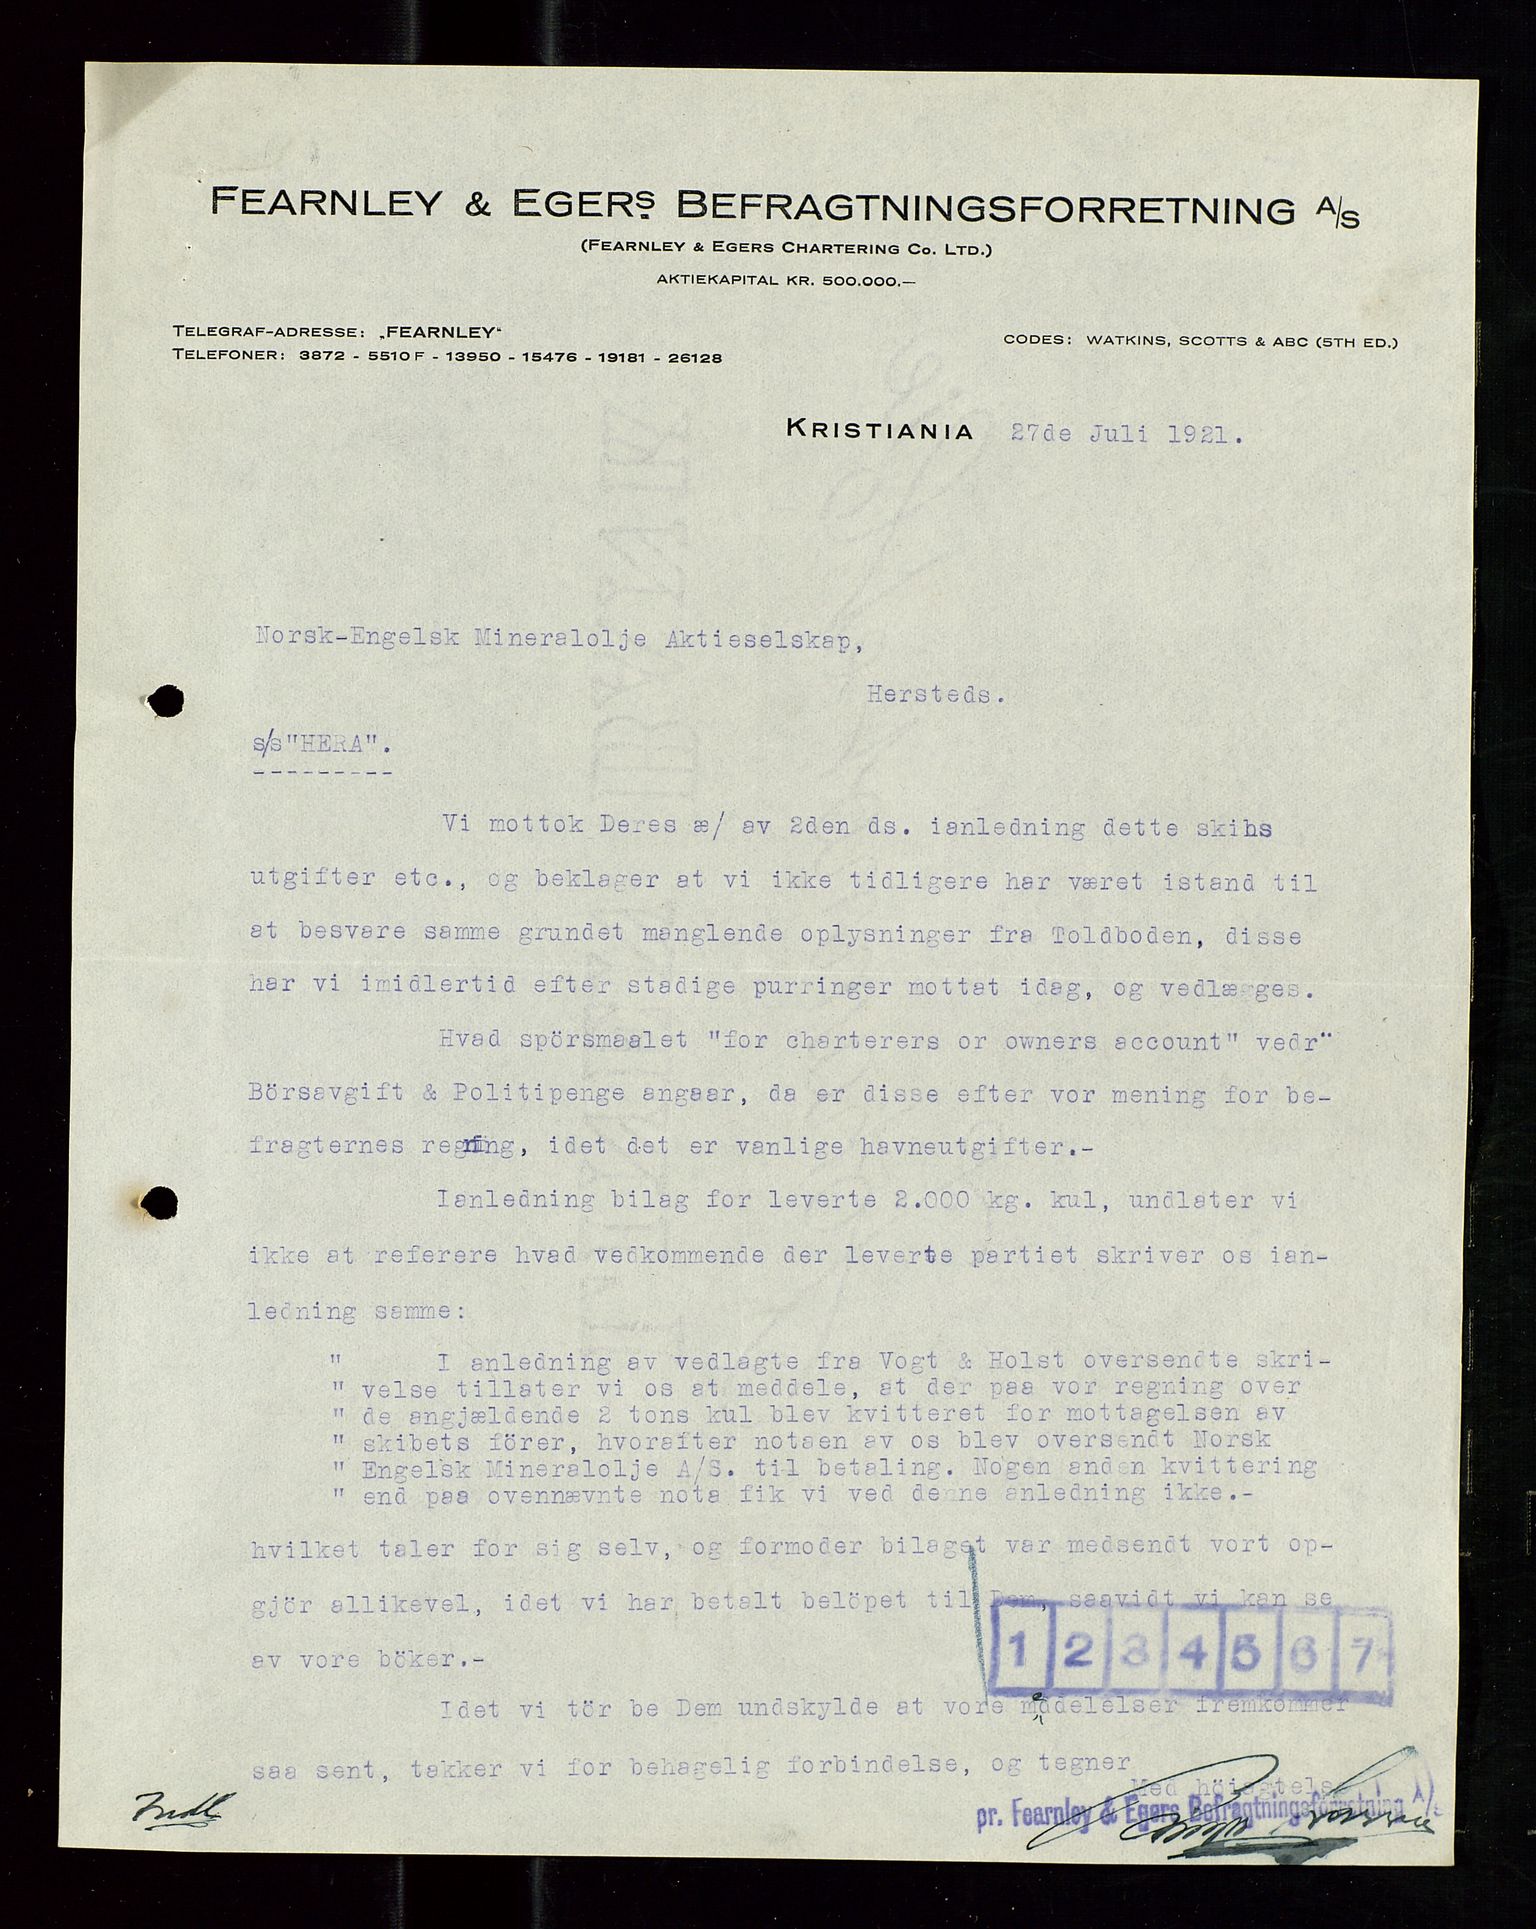 FEARNLEY & EGERS BEFRAGTNINGSFORRETNING A/S
(FEARNLEY & EGERS CHARTERING CO. LTD.)
AKTIEKAPITAL KR. 500.000.—
TELEGRAF-ADRESSE: „FEARNLEY“
TELEFONER: 3872 - 5510 F - 13950 - 15476 - 19181 - 26128
CODES: WATKINS, SCOTTS & ABC (5TH ED.)
KRISTIANIA 27de Juli 1921.
Norsk-Engelsk Mineralolje Aktieselskap,
Hersteds.
s/s"HERA".
Vi mottok Deres æ/ av 2den ds. ianledning dette skibs
utgifter etc., og beklager at vi ikke tidligere har været istand til
at besvare samme grundet manglende oplysninger fra Toldboden, disse
har vi imidlertid efter stadige purringer mottat idag, og vedlægges.
Hvad spörsmaalet "for charterers or owners account" vedr"
Börsavgift & Politipenge angaar, da er disse efter vor mening for be-
fragternes regning, idet det er vanlige havneutgifter.-
Ianledning bilag for leverte 2.000 kg. kul, undlater vi
ikke at referere hvad vedkommende der leverte partiet skriver os ian-
ledning samme:
" I anledning av vedlagte fra Vogt & Holst oversendte skri-
" velse tillater vi os at meddele, at der paa vor regning over
" de angjældende 2 tons kul blev kvitteret for mottagelsen av
" skibets förer, hvorefter notaen av os blev oversendt Norsk
" Engelsk Mineralolje A/S. til betaling. Nogen anden kvittering
" end paa ovennævnte nota fik vi ved denne anledning ikke.-
hvilket taler for sig selv, og formoder bilaget var medsendt vort op-
gjör allikevel, idet vi har betalt belöpet til Dem, saavidt vi kan se
av vore böker.-
1 2 3 4 5 6 7
Idet vi tör be Dem undskylde at vore meddelelser fremkommer
saa sent, takker vi for behagelig forbindelse, og tegner
Med höiagtelse
pr. Fearnley & Egers Befragtningsforretning A/S